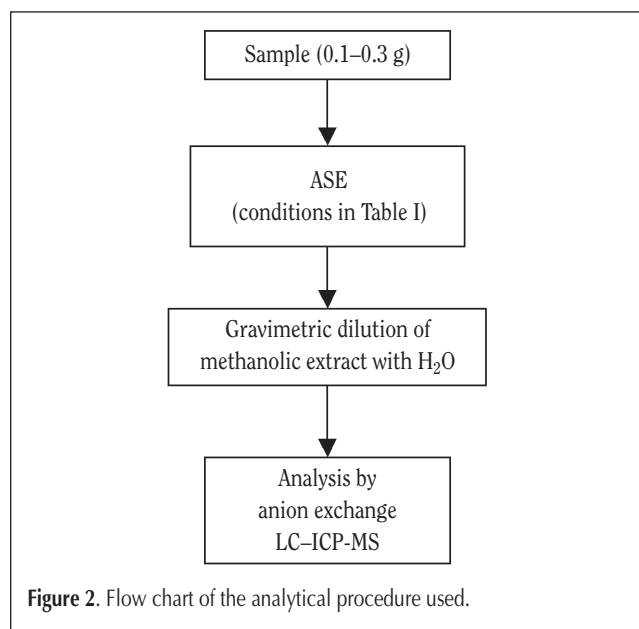 Sample (0.1–0.3 g)
ASE
(conditions in Table I)
Gravimetric dilution of
methanolic extract with H₂O
Analysis by
anion exchange
LC–ICP-MS
Figure 2. Flow chart of the analytical procedure used.